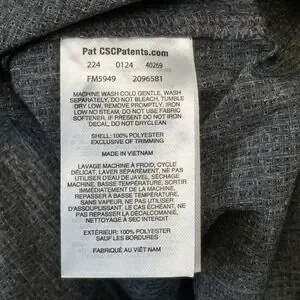 Pat CSCPatents.com
224 0124 40269
FM5949 2096581
MACHINE WASH COLD GENTLE, WASH
SEPARATELY, DO NOT BLEACH, TUMBLE
DRY LOW, REMOVE PROMPTLY, IRON
LOW NO STEAM, DO NOT USE FABRIC
SOFTENER, IF PRESENT DO NOT IRON
DECAL, DO NOT DRYCLEAN
SHELL: 100% POLYESTER
EXCLUSIVE OF TRIMMING
MADE IN VIETNAM
LAVAGE MACHINE À FROID, CYCLE
DÉLICAT, LAVER SÉPARÉMENT, NE PAS
UTILISER D'EAU DE JAVEL, SÉCHAGE
MACHINE, BASSE TEMPÉRATURE, SORTIR
IMMÉDIATEMENT DE LA MACHINE,
REPASSER À BASSE TEMPÉRATURE,
SANS VAPEUR, NE PAS UTILISER
D'ASSOUPLISSANT, LE CAS ÉCHÉANT NE
PAS REPASSER LA DÉCALCOMANIE,
NETTOYAGE À SEC INTERDIT
EXTÉRIEUR: 100% POLYESTER
SAUF LES BORDURES
FABRIQUÉ AU VIÊT NAM